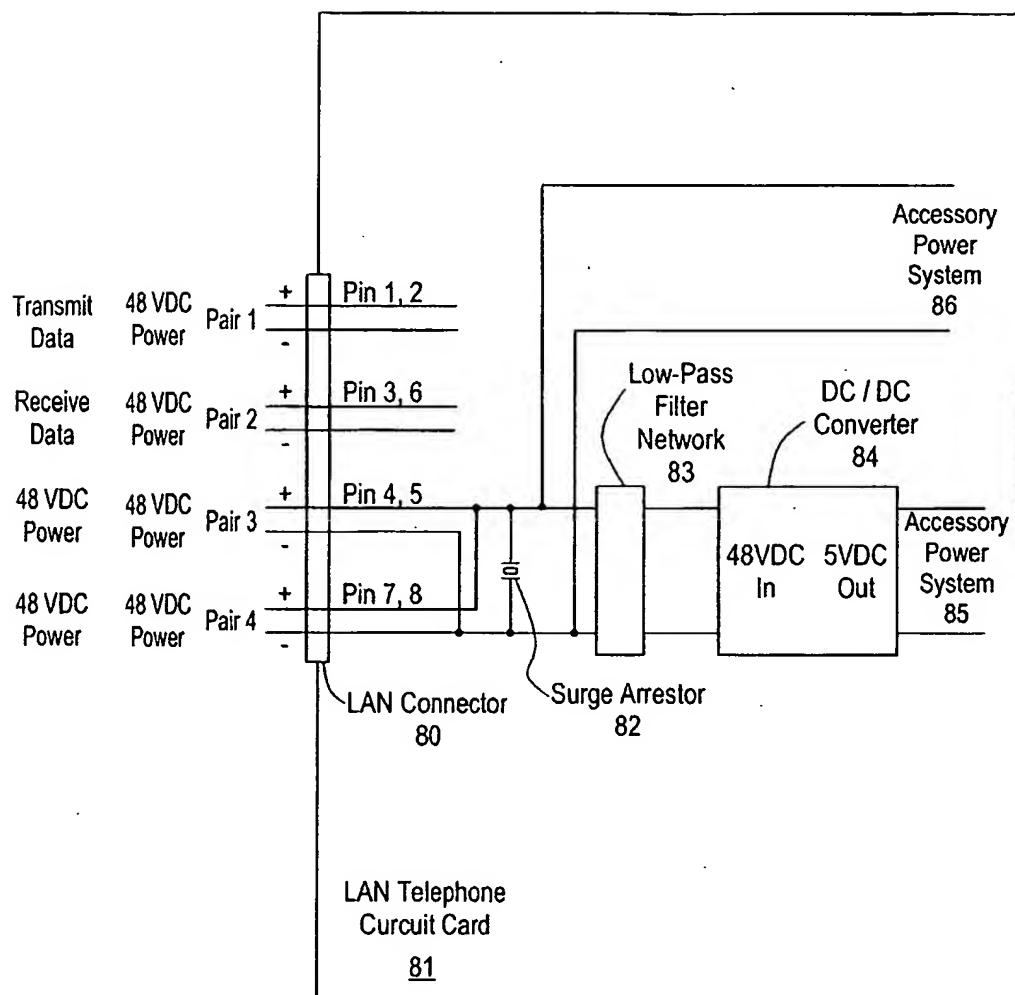 Accessory
Power
System
86
Transmit
Data
48 VDC
Power
Pair 1
+
-
Pin 1, 2
Receive
Data
48 VDC
Power
Pair 2
+
-
Pin 3, 6
48 VDC
Power
48 VDC
Power
Pair 3
+
-
Pin 4, 5
48 VDC
Power
48 VDC
Power
Pair 4
+
-
Pin 7, 8
Low-Pass
Filter
Network
83
DC / DC
Converter
84
48VDC
In
5VDC
Out
Accessory
Power
System
85
LAN Connector
80
Surge Arrestor
82
LAN Telephone
Curcuit Card
81